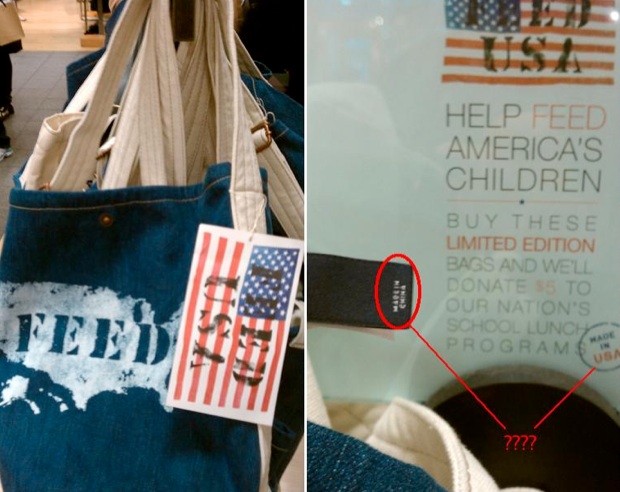 FEED
FEED
USA
FEED
USA
HELP FEED
AMERICA'S
CHILDREN
BUY THESE
LIMITED EDITION
BAGS AND WE'LL
DONATE $5 TO
OUR NATION'S
SCHOOL LUNCH
PROGRAMS
MADE
IN
USA
MADE IN
CHINA
????